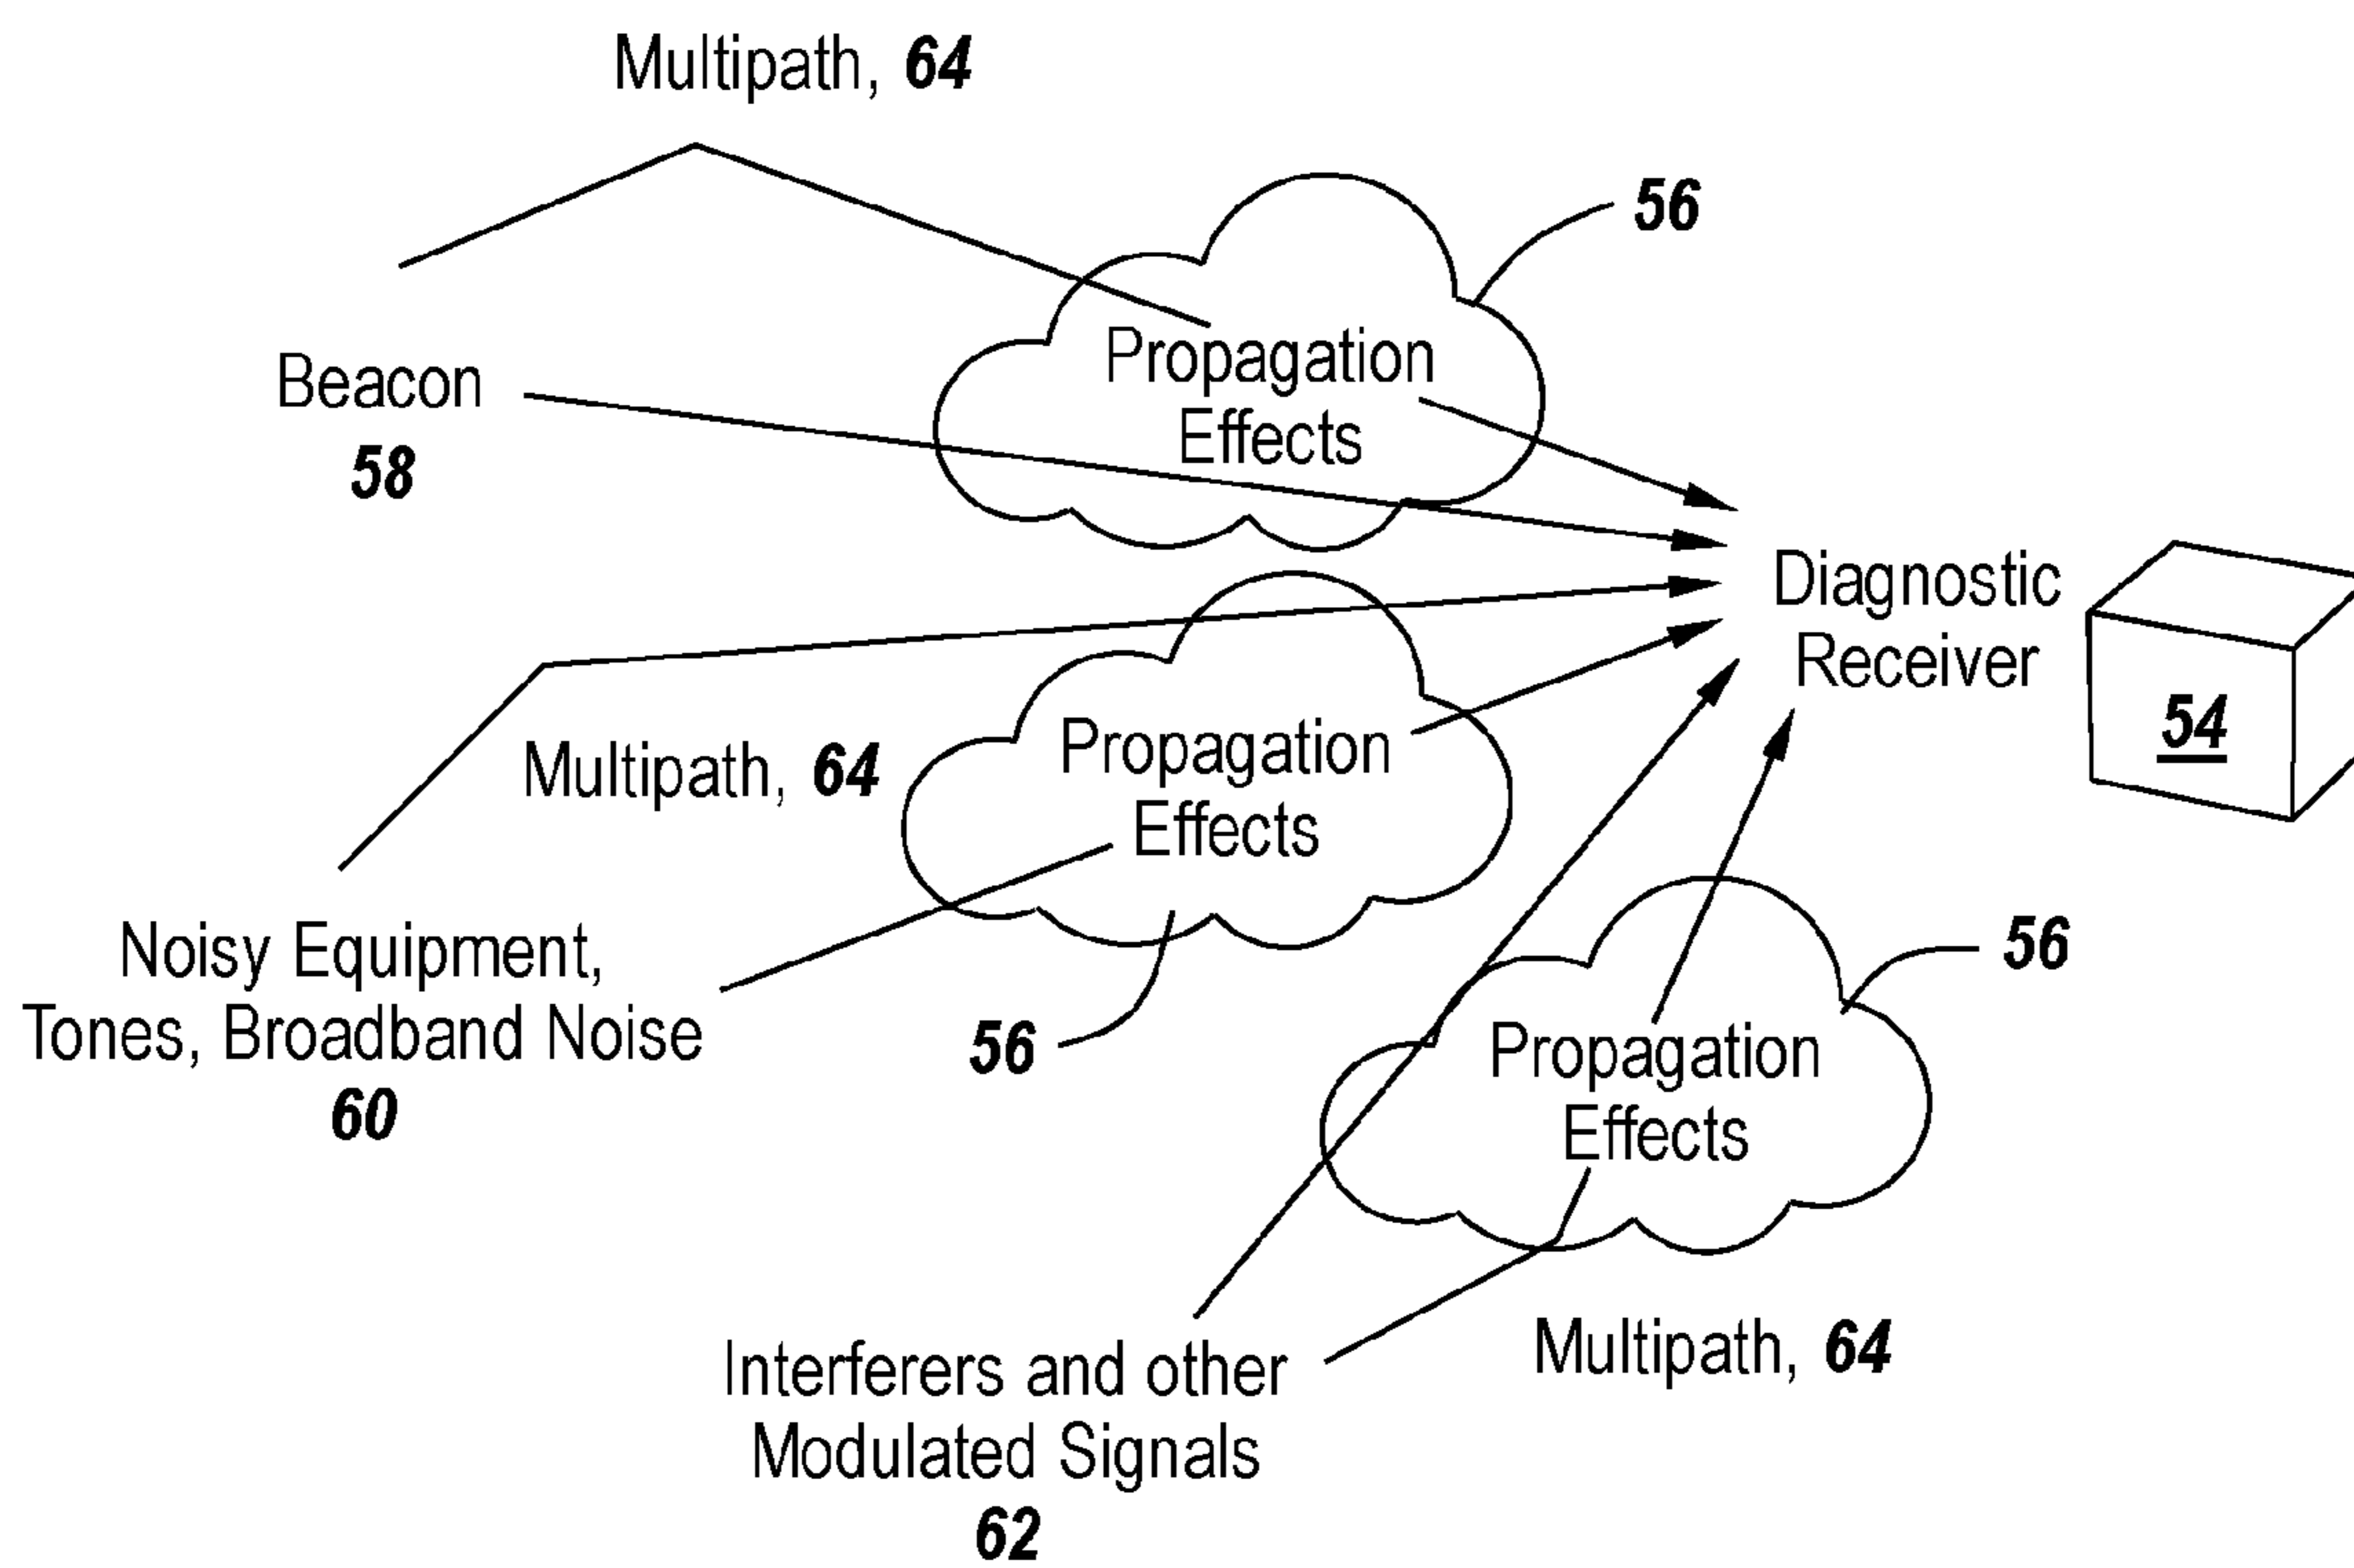 Multipath, 64
56
Propagation
Effects
Beacon
58
Diagnostic
Receiver
54
Multipath, 64
Propagation
Effects
56
Noisy Equipment,
Tones, Broadband Noise
60
56
Propagation
Effects
Multipath, 64
Interferers and other
Modulated Signals
62